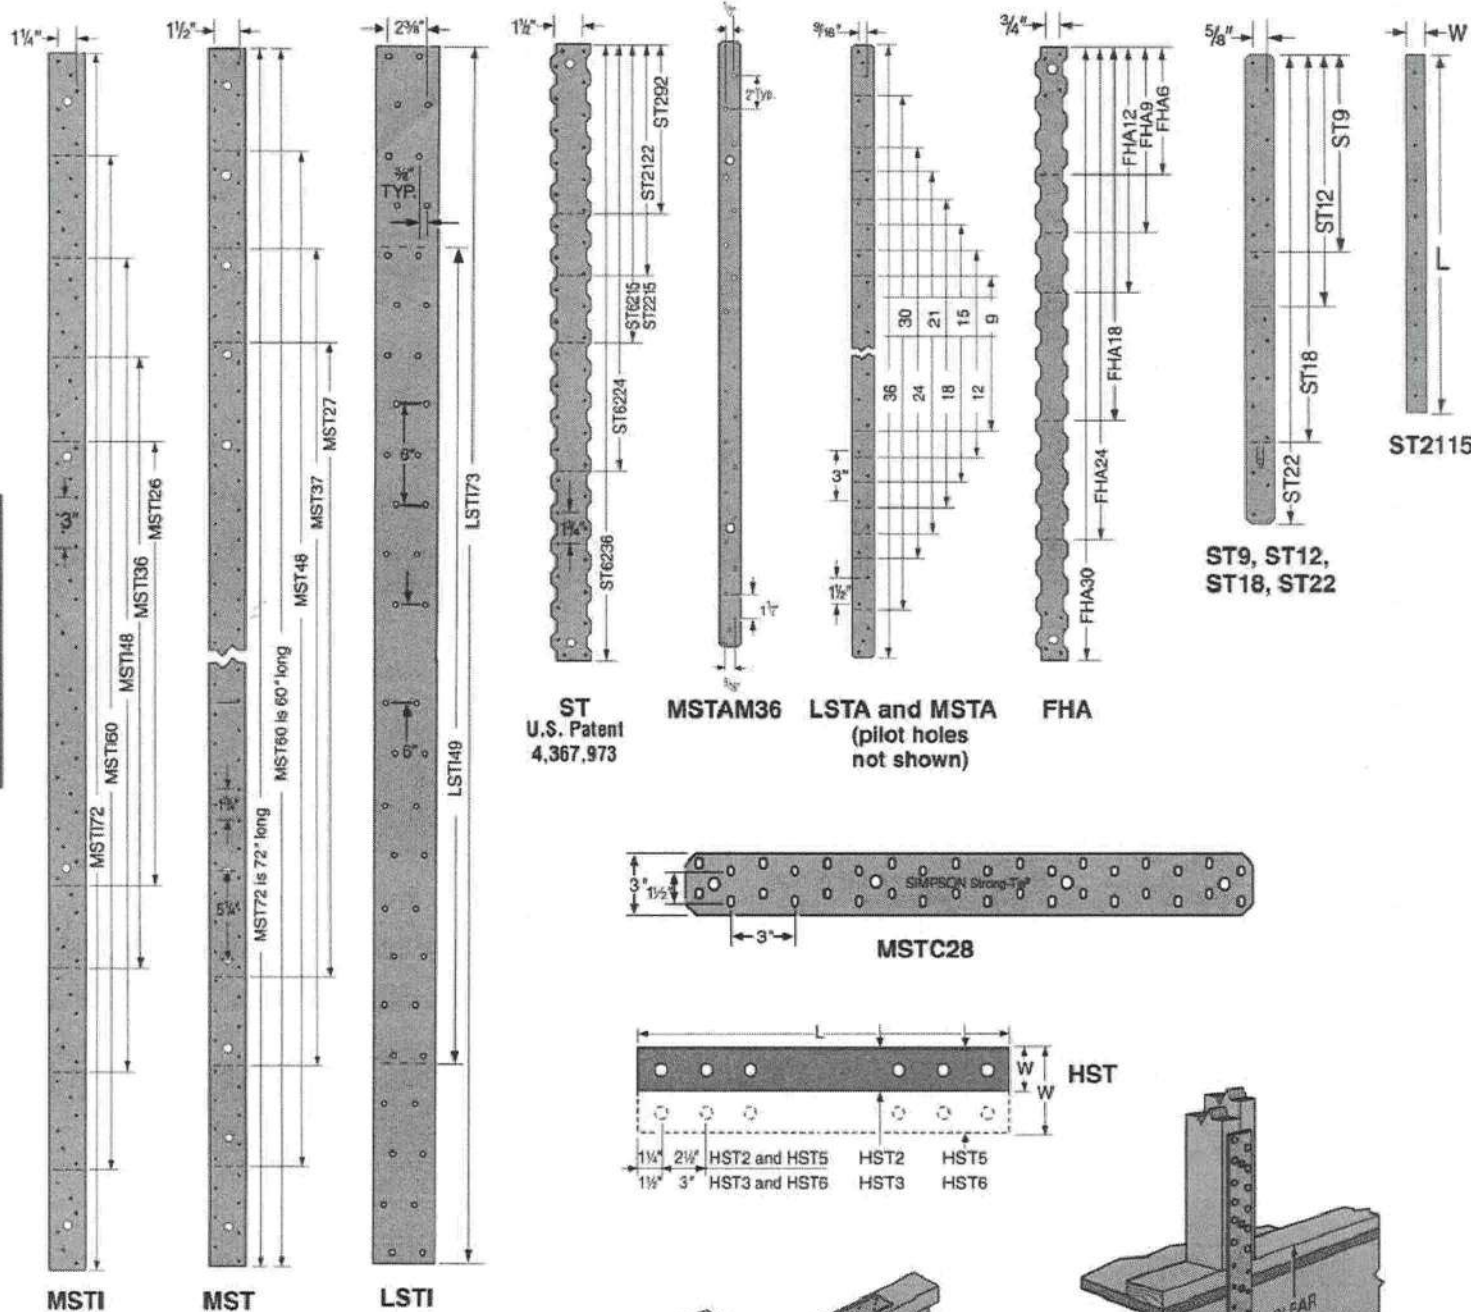 1¼"
1½"
2⅜"
1½"
½"
9/16"
¾"
⅝"
W
MSTI72
MSTI60
MSTI48
MSTI36
MSTI26
3"
MST72 is 72" long
MST60 is 60" long
MST48
MST37
MST27
1¾"
5¼"
⅜"
TYP.
6"
6"
LSTI73
LSTI49
ST292
ST2122
ST6215
ST2215
ST6224
ST6236
1¾"
2" Typ.
1½"
36
30
24
21
18
15
12
9
3"
1½"
FHA6
FHA9
FHA12
FHA18
FHA24
FHA30
ST9
ST12
ST18
ST22
L
ST2115
ST9, ST12,
ST18, ST22
ST
U.S. Patent
4,367,973
MSTAM36
LSTA and MSTA
(pilot holes
not shown)
FHA
3"
1½"
SIMPSON Strong-Tie®
3"
MSTC28
L
W
W
HST
1¼" 2½" HST2 and HST5 HST2 HST5
1½" 3" HST3 and HST6 HST3 HST6
MSTI
MST
LSTI